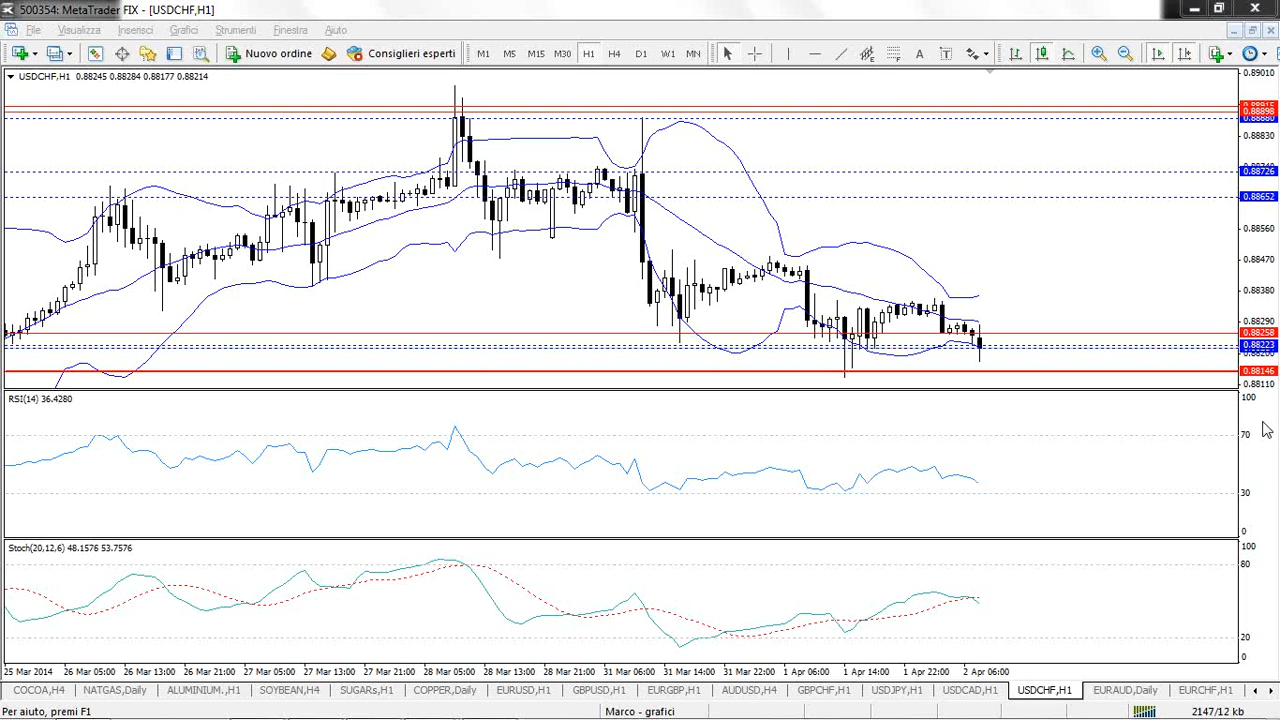 500354: MetaTrader FIX - [USDCHF,H1]
File Visualizza Inserisci Grafici Strumenti Finestra Aiuto
Nuovo ordine Consiglieri esperti M1 M5 M15 M30 H1 H4 D1 W1 MN A T
USDCHF,H1 0.88245 0.88284 0.88177 0.88214
0.89010
0.88898
0.88880
0.88830
0.88726
0.88652
0.88560
0.88470
0.88380
0.88290
0.88258
0.88223
0.88146
0.88110
RSI(14) 36.4280
100
70
30
0
Stoch(20,12,6) 48.1576 53.7576
100
80
20
0
25 Mar 2014 26 Mar 05:00 26 Mar 13:00 26 Mar 21:00 27 Mar 05:00 27 Mar 13:00 27 Mar 21:00 28 Mar 05:00 28 Mar 13:00 28 Mar 21:00 31 Mar 06:00 31 Mar 14:00 31 Mar 22:00 1 Apr 06:00 1 Apr 14:00 1 Apr 22:00 2 Apr 06:00
COCOA,H4 NATGAS,Daily ALUMINIUM.,H1 SOYBEAN,H4 SUGARs,H1 COPPER,Daily EURUSD,H1 GBPUSD,H1 EURGBP,H1 AUDUSD,H4 GBPCHF,H1 USDJPY,H1 USDCAD,H1 USDCHF,H1 EURAUD,Daily EURCHF,H1
Per aiuto, premi F1 Marco - grafici 2147/12 kb